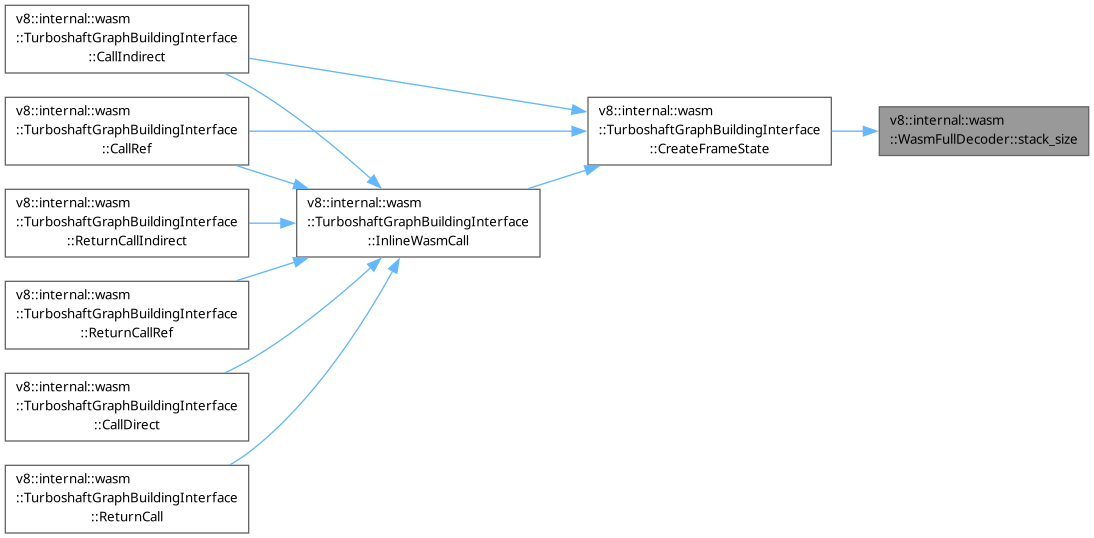 v8::internal::wasm
::TurboshaftGraphBuildingInterface
::CallIndirect
v8::internal::wasm
::TurboshaftGraphBuildingInterface
::CallRef
v8::internal::wasm
::TurboshaftGraphBuildingInterface
::ReturnCallIndirect
v8::internal::wasm
::TurboshaftGraphBuildingInterface
::ReturnCallRef
v8::internal::wasm
::TurboshaftGraphBuildingInterface
::CallDirect
v8::internal::wasm
::TurboshaftGraphBuildingInterface
::ReturnCall
v8::internal::wasm
::TurboshaftGraphBuildingInterface
::InlineWasmCall
v8::internal::wasm
::TurboshaftGraphBuildingInterface
::CreateFrameState
v8::internal::wasm
::WasmFullDecoder::stack_size